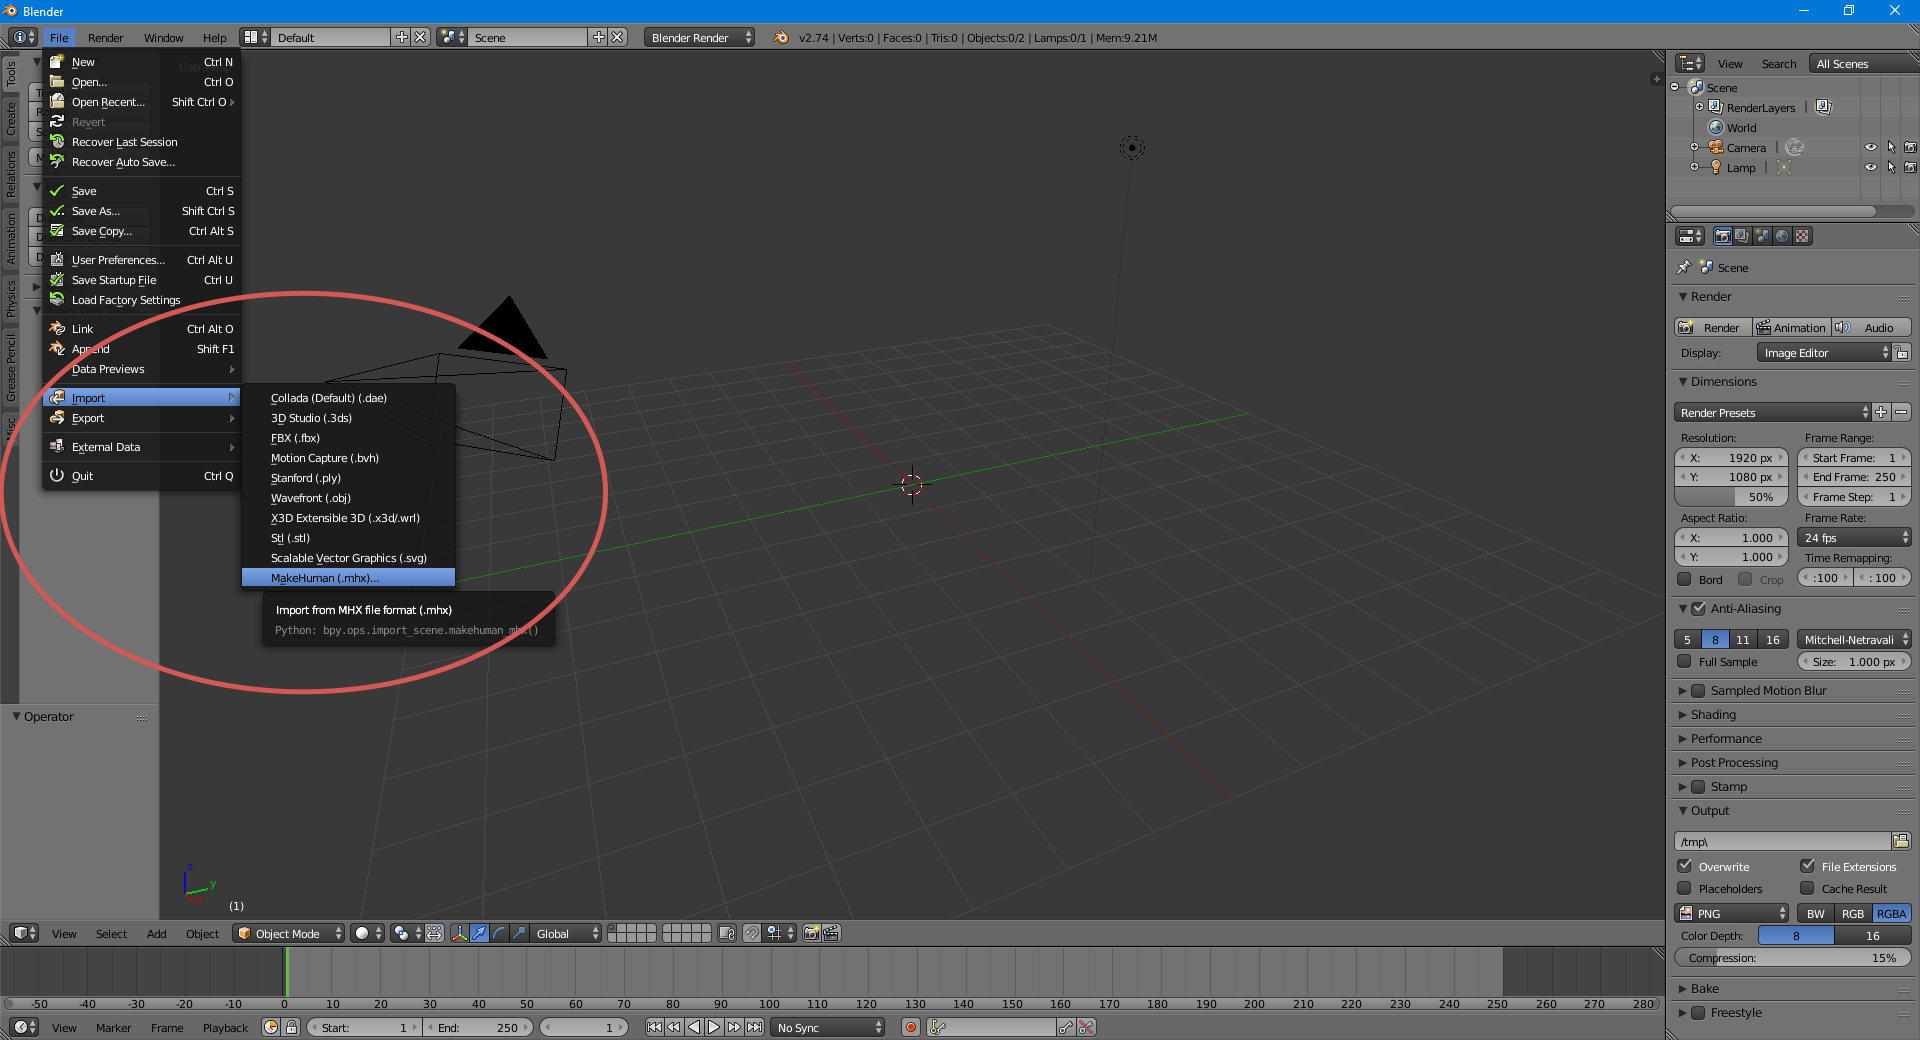 Blender
File Render Window Help Default Scene Blender Render v2.74 | Verts:0 | Faces:0 | Tris:0 | Objects:0/2 | Lamps:0/1 | Mem:9.21M
New Ctrl N
Open... Ctrl O
Open Recent... Shift Ctrl O
Revert
Recover Last Session
Recover Auto Save...
Save Ctrl S
Save As... Shift Ctrl S
Save Copy... Ctrl Alt S
User Preferences... Ctrl Alt U
Save Startup File Ctrl U
Load Factory Settings
Link Ctrl Alt O
Append Shift F1
Data Previews
Import
Export
External Data
Quit Ctrl Q
Collada (Default) (.dae)
3D Studio (.3ds)
FBX (.fbx)
Motion Capture (.bvh)
Stanford (.ply)
Wavefront (.obj)
X3D Extensible 3D (.x3d/.wrl)
Stl (.stl)
Scalable Vector Graphics (.svg)
MakeHuman (.mhx)...
Import from MHX file format (.mhx)
Python: bpy.ops.import_scene.makehuman_mhx()
Tools
Create
Relations
Animation
Physics
Grease Pencil
Misc
Operator
z
y
x
(1)
View Search All Scenes
Scene
RenderLayers |
World
Camera |
Lamp |
Scene
Render
Render Animation Audio
Display: Image Editor
Dimensions
Render Presets
Resolution: Frame Range:
X: 1920 px Start Frame: 1
Y: 1080 px End Frame: 250
50% Frame Step: 1
Aspect Ratio: Frame Rate:
X: 1.000 24 fps
Y: 1.000 Time Remapping:
Bord Crop :100 : 100
Anti-Aliasing
5 8 11 16 Mitchell-Netravali
Full Sample Size: 1.000 px
Sampled Motion Blur
Shading
Performance
Post Processing
Stamp
Output
/tmp\
Overwrite File Extensions
Placeholders Cache Result
PNG BW RGB RGBA
Color Depth: 8 16
Compression: 15%
Bake
Freestyle
View Select Add Object Object Mode Global
-50 -40 -30 -20 -10 0 10 20 30 40 50 60 70 80 90 100 110 120 130 140 150 160 170 180 190 200 210 220 230 240 250 260 270 280
View Marker Frame Playback Start: 1 End: 250 1 No Sync